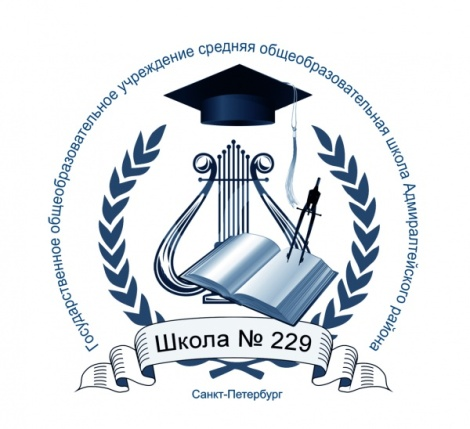 Государственное общеобразовательное учреждение средняя общеобразовательная школа Адмиралтейского района
Школа № 229
Санкт-Петербург